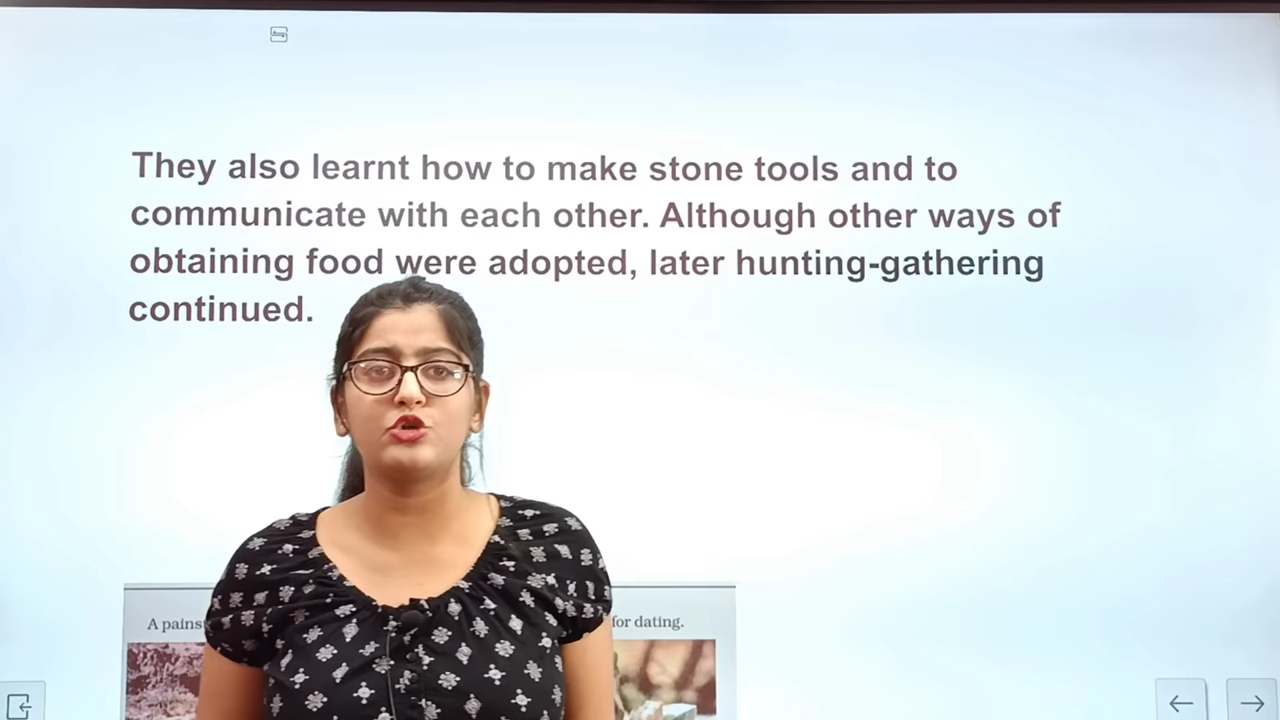 They also learnt how to make stone tools and to
communicate with each other. Although other ways of
obtaining food were adopted, later hunting-gathering
continued.
A for dating.